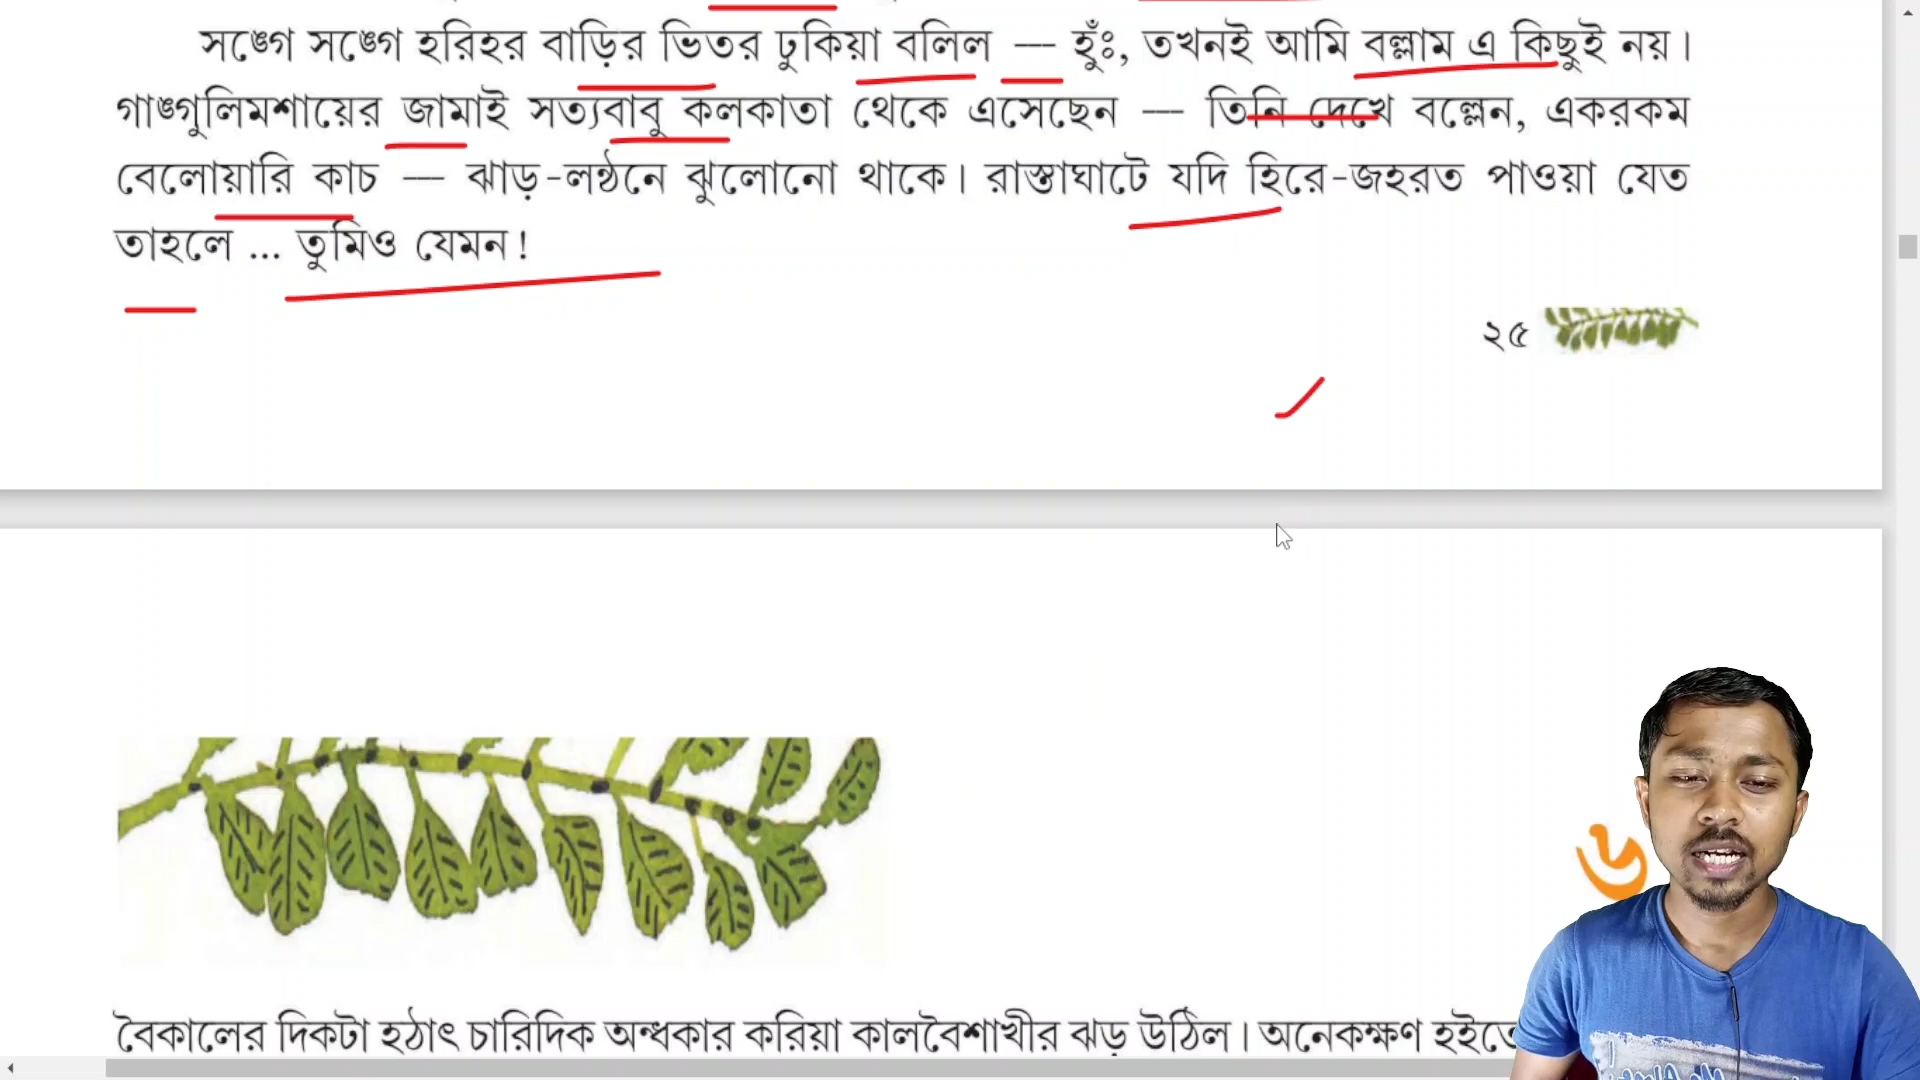 সঙ্গে সঙ্গে হরিহর বাড়ির ভিতর ঢুকিয়া বলিল — হুঁঃ, তখনই আমি বল্লাম এ কিছুই নয়।
গাঙ্গুলিমশায়ের জামাই সত্যবাবু কলকাতা থেকে এসেছেন — তিনি দেখে বল্লেন, একরকম
বেলোয়ারি কাচ — ঝাড়-লণ্ঠনে ঝুলোনো থাকে। রাস্তাঘাটে যদি হিরে-জহরত পাওয়া যেত
তাহলে ... তুমিও যেমন!
২৫
৬
বৈকালের দিকটা হঠাৎ চারিদিক অন্ধকার করিয়া কালবৈশাখীর ঝড় উঠিল। অনেকক্ষণ হইতে